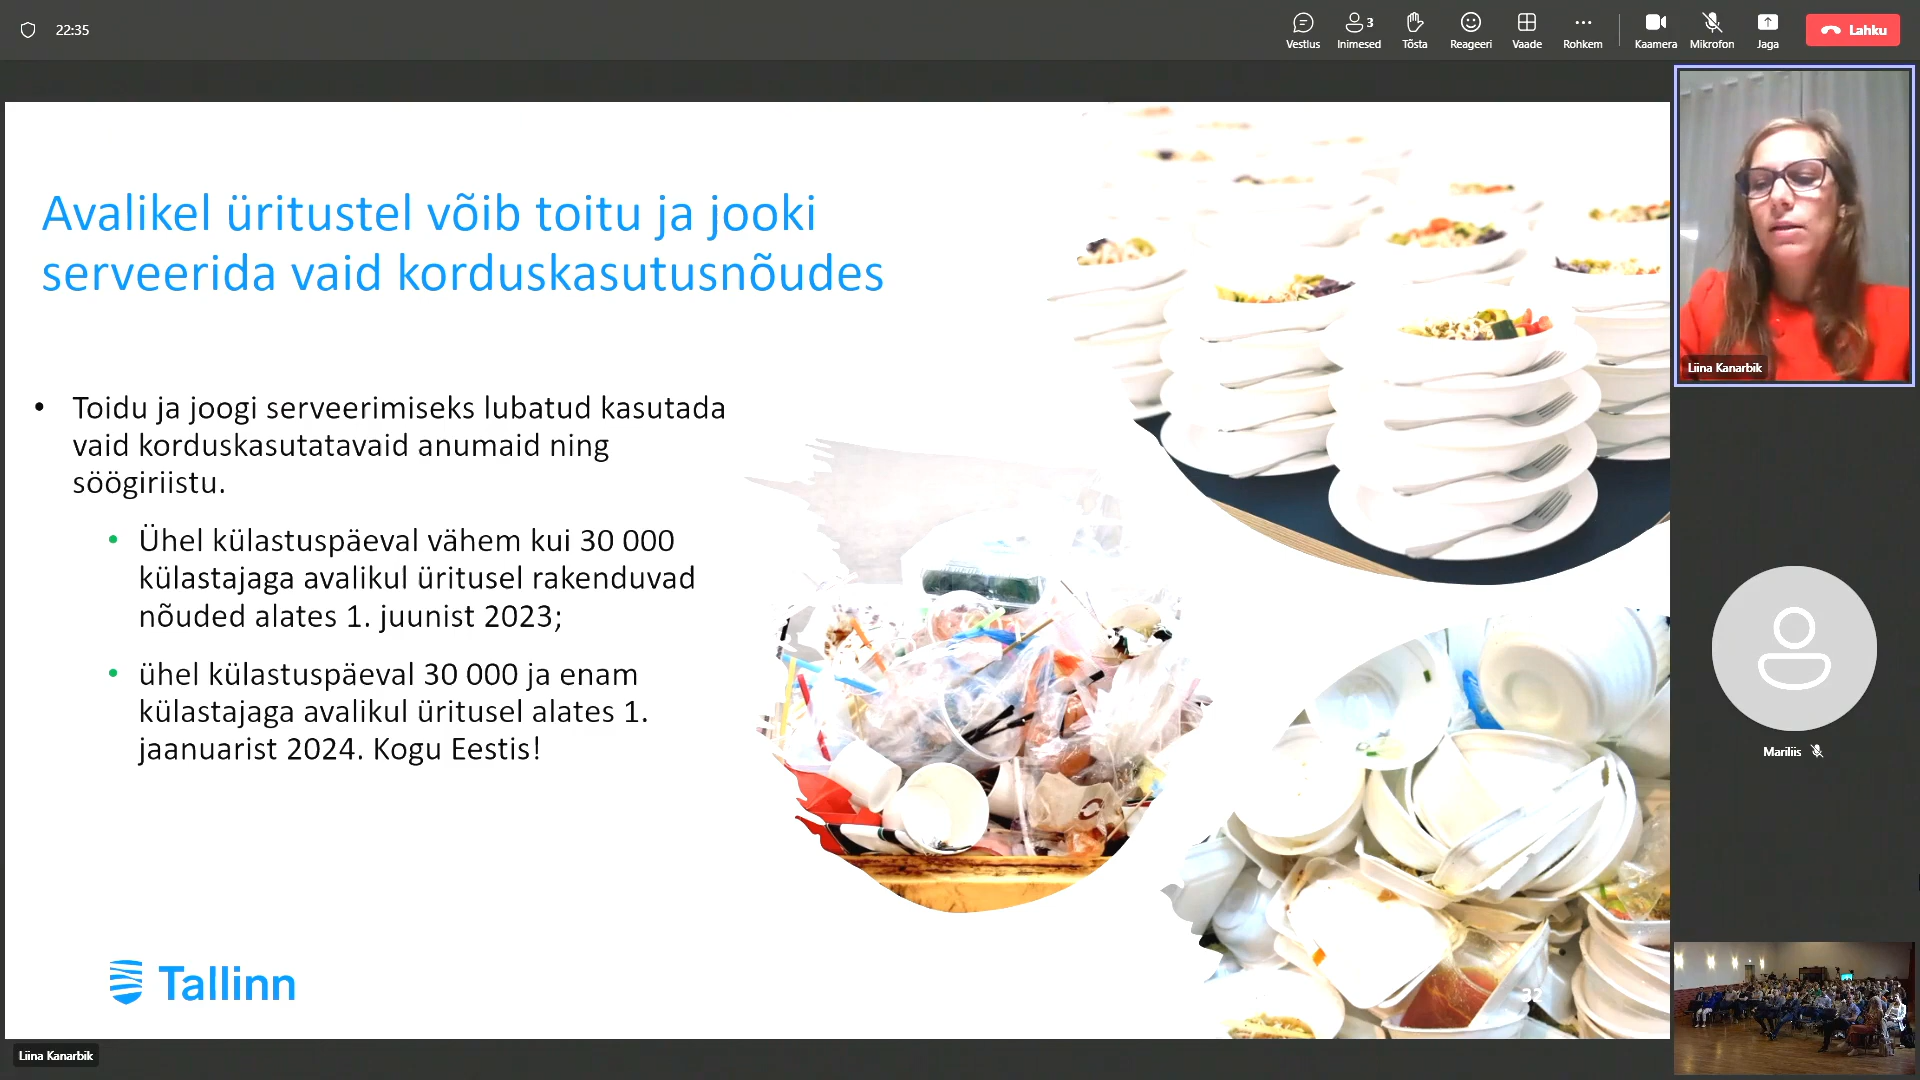 22:35
Vestlus
Inimesed
3
Tõsta
Reageeri
Vaade
Rohkem
Kaamera
Mikrofon
Jaga
Lahku
Avalikel üritustel võib toitu ja jooki
serveerida vaid korduskasutusnõudes
• Toidu ja joogi serveerimiseks lubatud kasutada
vaid korduskasutatavaid anumaid ning
söögiriistu.
• Ühel külastuspäeval vähem kui 30 000
külastajaga avalikul üritusel rakenduvad
nõuded alates 1. juunist 2023;
• ühel külastuspäeval 30 000 ja enam
külastajaga avalikul üritusel alates 1.
jaanuarist 2024. Kogu Eestis!
Tallinn
32
Liina Kanarbik
Mariliis
Liina Kanarbik